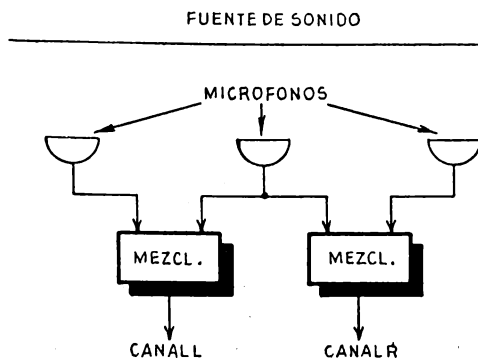 FUENTE DE SONIDO
MICROFONOS
MEZCL. MEZCL.
CANAL L CANAL R